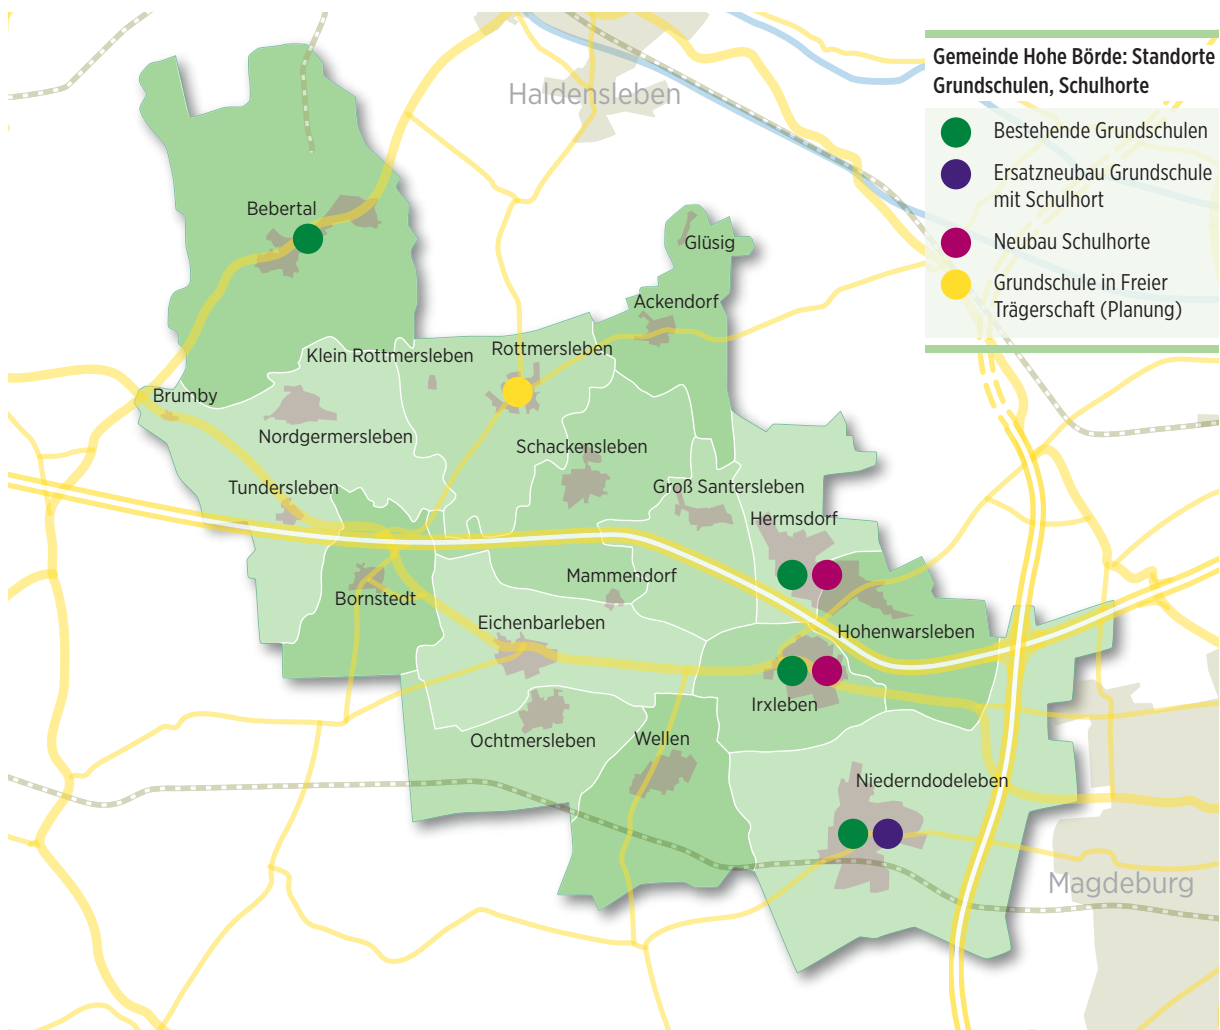 Gemeinde Hohe Börde: Standorte
Grundschulen, Schulhorte
Bestehende Grundschulen
Ersatzneubau Grundschule
mit Schulhort
Neubau Schulhorte
Grundschule in Freier
Trägerschaft (Planung)
Haldensleben
Bebertal
Glüsig
Ackendorf
Rottmersleben
Klein Rottmersleben
Brumby
Nordgermersleben
Schackensleben
Tundersleben
Groß Santersleben
Hermsdorf
Mammendorf
Bornstedt
Eichenbarleben
Hohenwarsleben
Irxleben
Ochtmersleben
Wellen
Niederndodeleben
Magdeburg